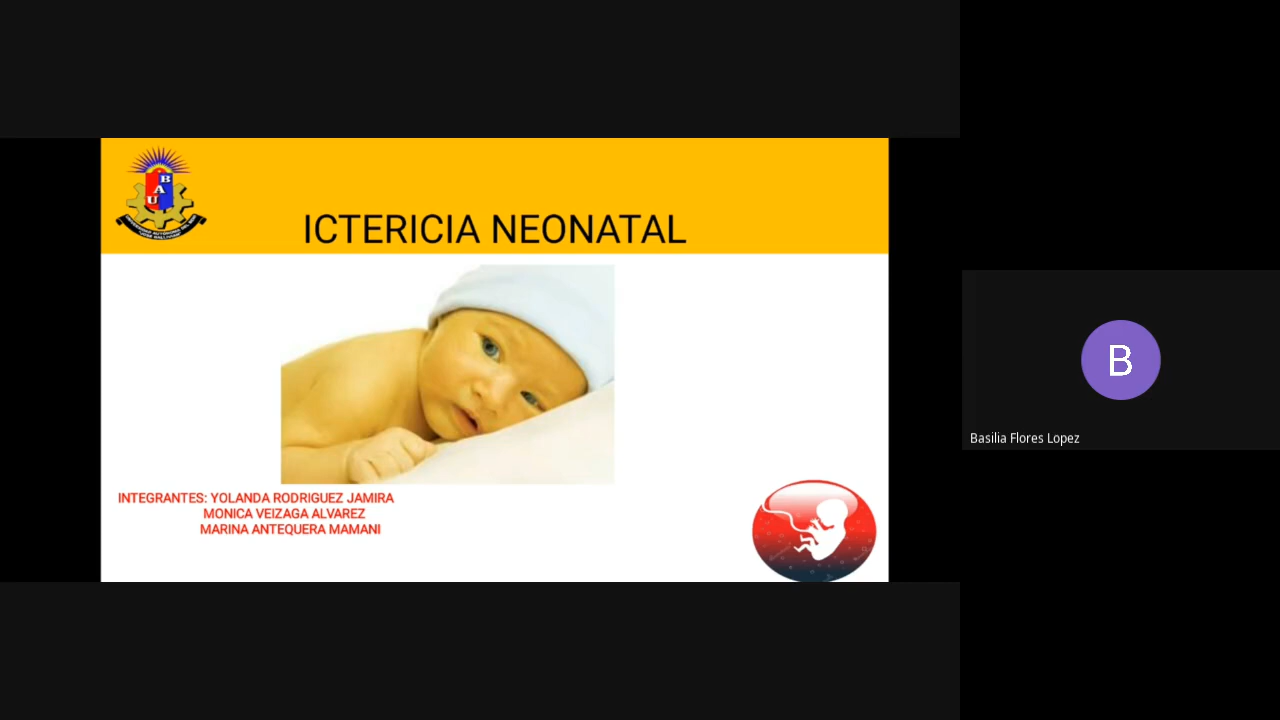 B
A
U
ICTERICIA NEONATAL
INTEGRANTES: YOLANDA RODRIGUEZ JAMIRA
MONICA VEIZAGA ALVAREZ
MARINA ANTEQUERA MAMANI
B
Basilia Flores Lopez